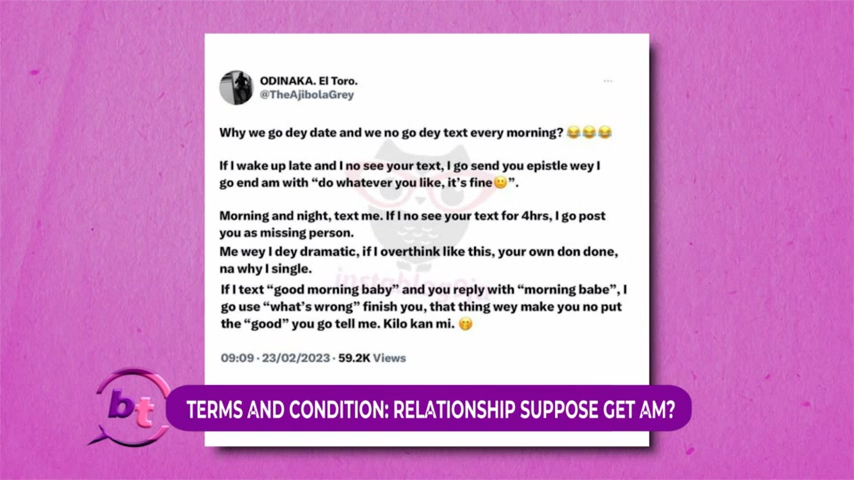 ODINAKA. El Toro.
@TheAjibolaGrey
Why we go dey date and we no go dey text every morning? 😂😂😂
If I wake up late and I no see your text, I go send you epistle wey I
go end am with “do whatever you like, it’s fine🙂”.
Morning and night, text me. If I no see your text for 4hrs, I go post
you as missing person.
Me wey I dey dramatic, if I overthink like this, your own don done,
na why I single.
If I text “good morning baby” and you reply with “morning babe”, I
go use “what’s wrong” finish you, that thing wey make you no put
the “good” you go tell me. Kilo kan mi. 🤭
09:09 · 23/02/2023 · 59.2K Views
bt
TERMS AND CONDITION: RELATIONSHIP SUPPOSE GET AM?